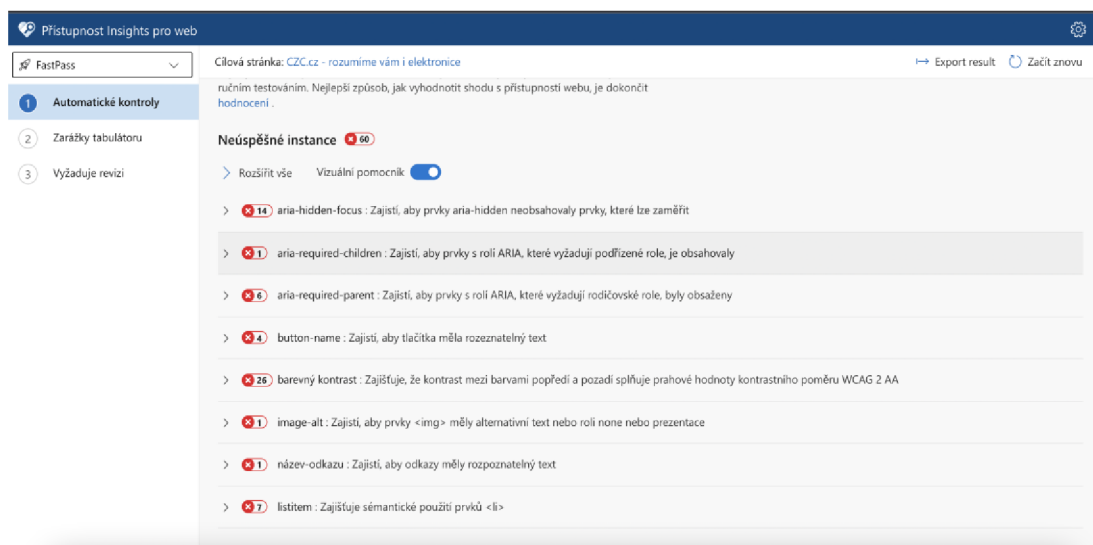 Přístupnost Insights pro web
FastPass
Cílová stránka: CZC.cz - rozumíme vám i elektronice
Export result
Začít znovu
1 Automatické kontroly
2 Zarážky tabulátoru
3 Vyžaduje revizi
ručním testováním. Nejlepší způsob, jak vyhodnotit shodu s přístupností webu, je dokončit
hodnocení .
Neúspěšné instance 60
Rozšířit vše
Vizuální pomocník
14 aria-hidden-focus : Zajistí, aby prvky aria-hidden neobsahovaly prvky, které lze zaměřit
1 aria-required-children : Zajistí, aby prvky s rolí ARIA, které vyžadují podřízené role, je obsahovaly
6 aria-required-parent : Zajistí, aby prvky s rolí ARIA, které vyžadují rodičovské role, byly obsaženy
4 button-name : Zajistí, aby tlačítka měla rozeznatelný text
26 barevný kontrast : Zajišťuje, že kontrast mezi barvami popředí a pozadí splňuje prahové hodnoty kontrastního poměru WCAG 2 AA
1 image-alt : Zajistí, aby prvky <img> měly alternativní text nebo roli none nebo prezentace
1 název-odkazu : Zajistí, aby odkazy měly rozpoznatelný text
7 listitem : Zajišťuje sémantické použití prvků <li>